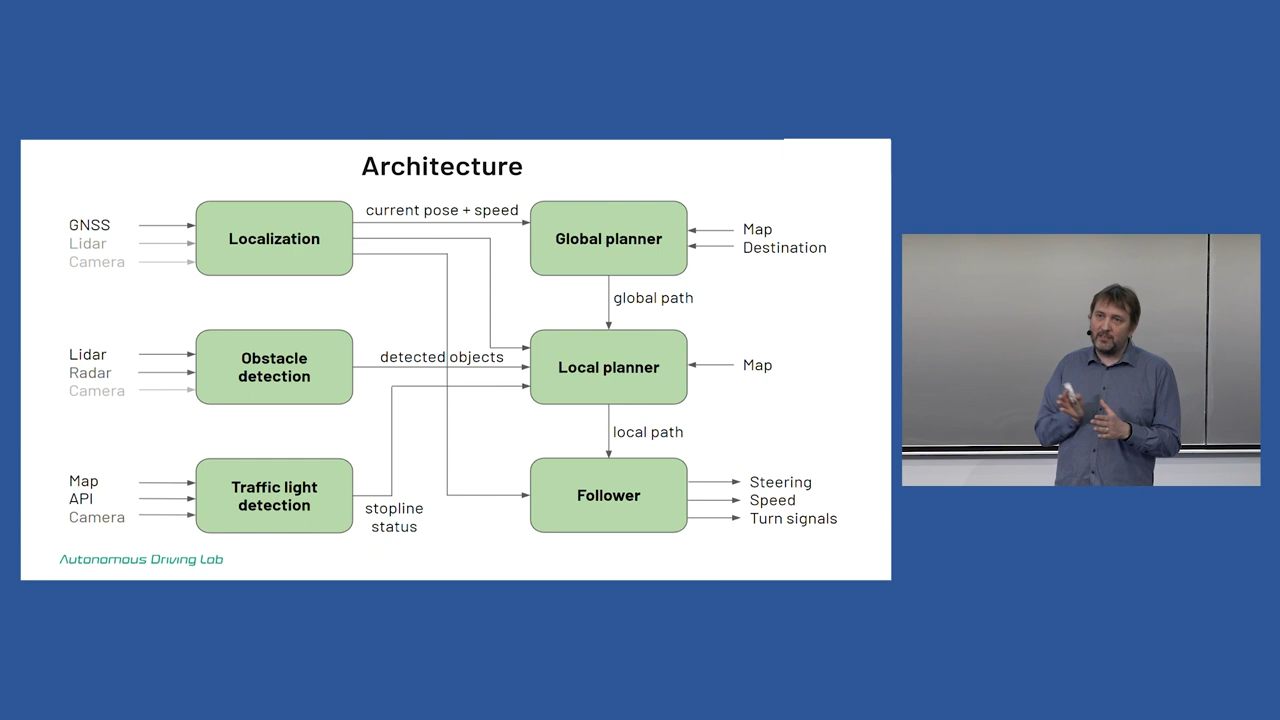 Architecture
GNSS
Lidar
Camera
Localization
current pose + speed
Global planner
Map
Destination
global path
Lidar
Radar
Camera
Obstacle
detection
detected objects
Local planner
Map
local path
Map
API
Camera
Traffic light
detection
stopline
status
Follower
Steering
Speed
Turn signals
Autonomous Driving Lab